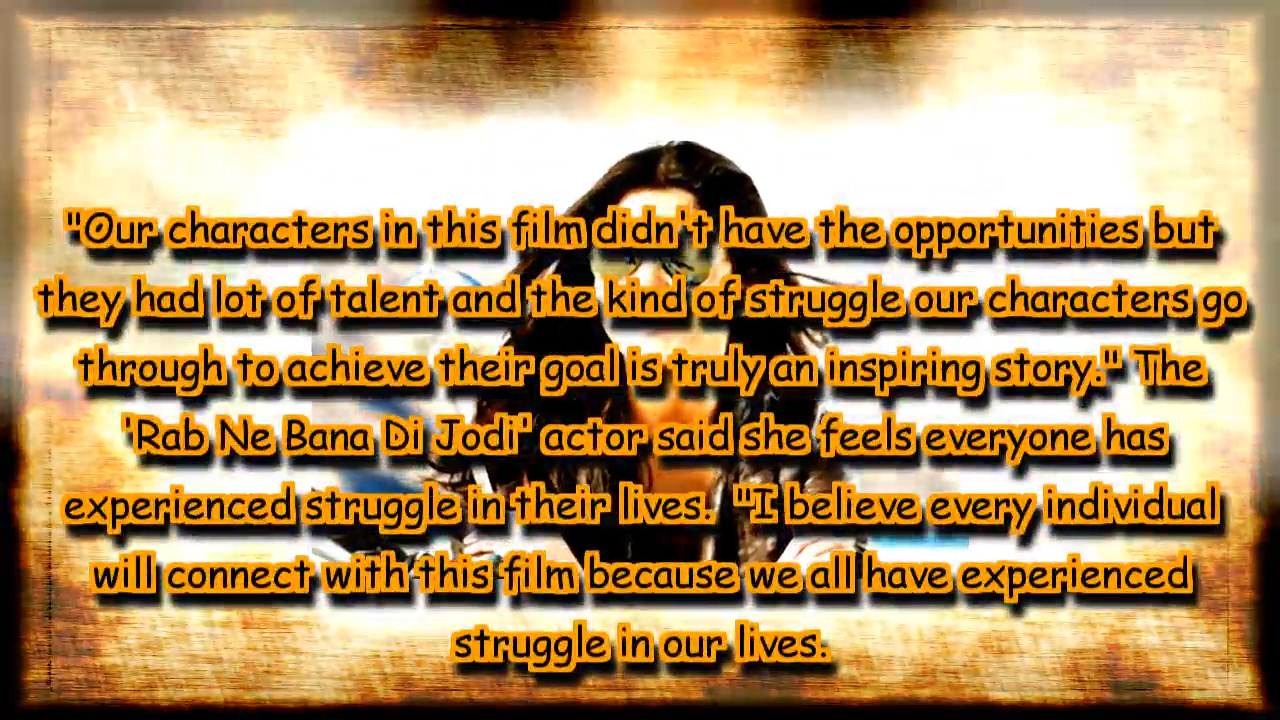 "Our characters in this film didn't have the opportunities but
they had lot of talent and the kind of struggle our characters go
through to achieve their goal is truly an inspiring story." The
'Rab Ne Bana Di Jodi' actor said she feels everyone has
experienced struggle in their lives.  "I believe every individual
will connect with this film because we all have experienced
struggle in our lives.